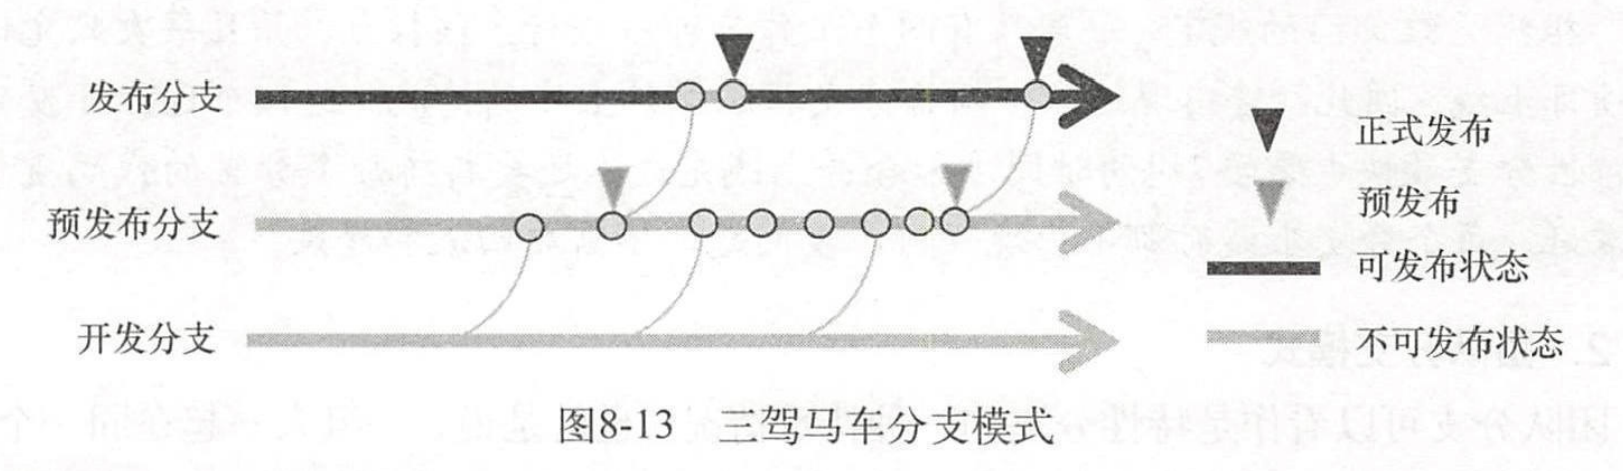 发布分支
预发布分支
开发分支
正式发布
预发布
可发布状态
不可发布状态
图8-13 三驾马车分支模式